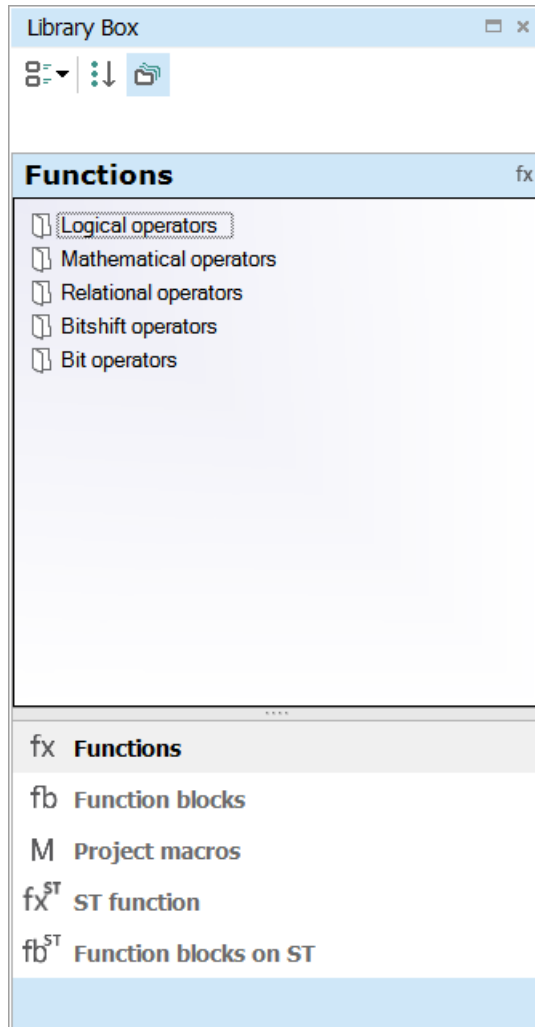 Library Box
Functions fx
Logical operators
Mathematical operators
Relational operators
Bitshift operators
Bit operators
fx Functions
fb Function blocks
M Project macros
fxST ST function
fbST Function blocks on ST